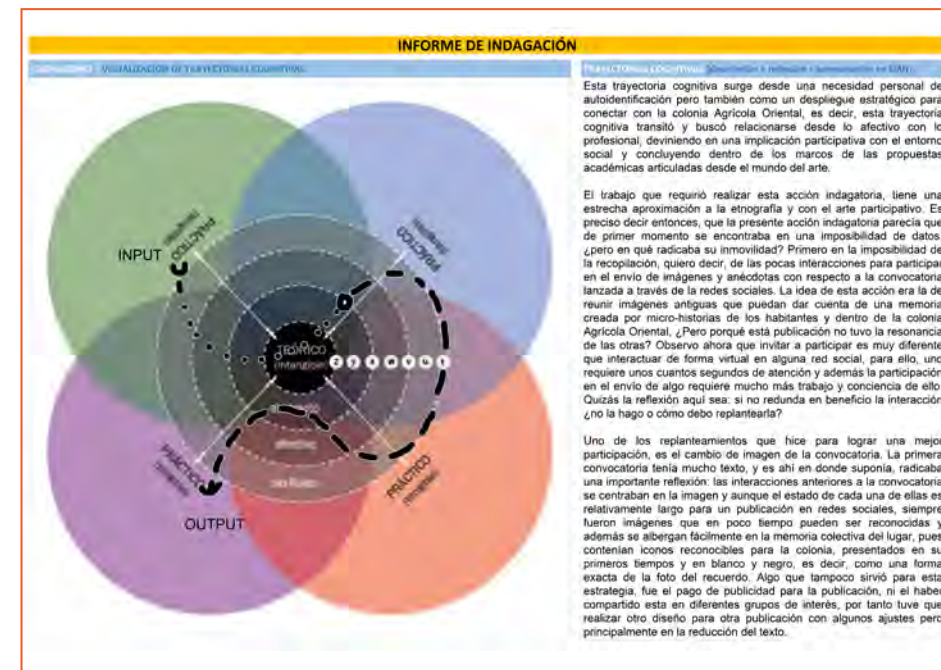 INFORME DE INDAGACIÓN
VISUALIZACIÓN DE TRAYECTORIAS COGNITIVAS
TRAYECTORIAS COGNITIVAS
Esta trayectoria cognitiva surge desde una necesidad personal de
autoidentificación pero también como un despliegue estratégico para
conectar con la colonia Agrícola Oriental, es decir, esta trayectoria
cognitiva transitó y buscó relacionarse desde lo afectivo con lo
profesional, deviniendo en una implicación participativa con el entorno
social y concluyendo dentro de los marcos de las propuestas
académicas articuladas desde el mundo del arte.
El trabajo que requirió realizar esta acción indagatoria, tiene una
estrecha aproximación a la etnografía y con el arte participativo. Es
preciso decir entonces, que la presente acción indagatoria parecía que
de primer momento se encontraba en una imposibilidad de datos.
¿pero en qué radicaba su inmovilidad? Primero en la imposibilidad de
la recopilación, quiero decir, de las pocas interacciones para participar
en el envío de imágenes y anécdotas con respecto a la convocatoria
lanzada a través de la redes sociales. La idea de esta acción era la de
reunir imágenes antiguas que puedan dar cuenta de una memoria
creada por micro-historias de los habitantes y dentro de la colonia
Agrícola Oriental, ¿Pero porqué está publicación no tuvo la resonancia
de las otras? Observo ahora que invitar a participar es muy diferente
que interactuar de forma virtual en alguna red social, para ello, uno
requiere unos cuantos segundos de atención y además la participación
en el envío de algo requiere mucho más trabajo y conciencia de ello.
Quizás la reflexión aquí sea: si no redunda en beneficio la interacción
¿no la hago o cómo debo replantearla?
Uno de los replanteamientos que hice para lograr una mejor
participación, es el cambio de imagen de la convocatoria. La primera
convocatoria tenía mucho texto, y es ahí en donde suponía, radicaba
una importante reflexión: las interacciones anteriores a la convocatoria
se centraban en la imagen y aunque el estado de cada una de ellas es
relativamente largo para un publicación en redes sociales, siempre
fueron imágenes que en poco tiempo pueden ser reconocidas y
además se albergan fácilmente en la memoria colectiva del lugar, pues
contenían iconos reconocibles para la colonia, presentados en su
primeros tiempos y en blanco y negro, es decir, como una forma
exacta de la foto del recuerdo. Algo que tampoco sirvió para esta
estrategia, fue el pago de publicidad para la publicación, ni el haber
compartido esta en diferentes grupos de interés, por tanto tuve que
realizar otro diseño para otra publicación con algunos ajustes pero
principalmente en la reducción del texto.
INPUT
PRÁCTICO
PRÁCTICO
TEÓRICO
PRÁCTICO
PRÁCTICO
OUTPUT